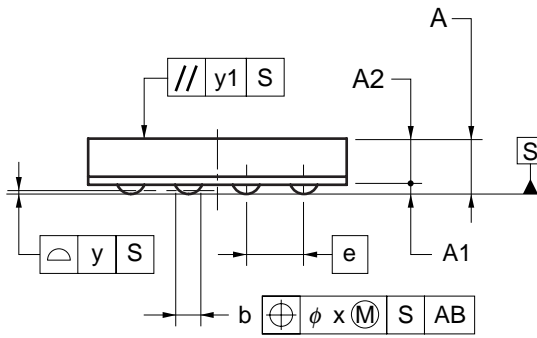 A
// y1 S
A2
S
⌓ y S
e
A1
b ⌖ ϕ x Ⓜ S AB